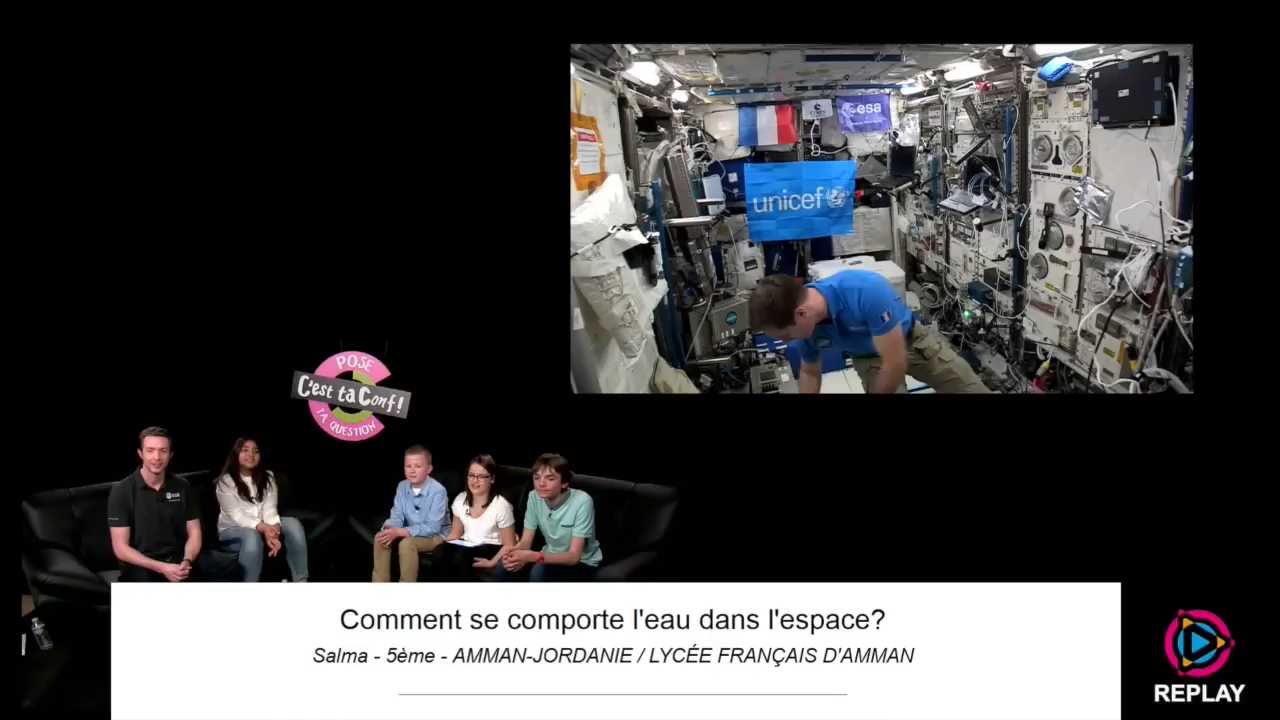 esa
unicef
POSE
C'est ta Conf!
TA QUESTION
Comment se comporte l'eau dans l'espace?
Salma - 5ème - AMMAN-JORDANIE / LYCÉE FRANÇAIS D'AMMAN
REPLAY